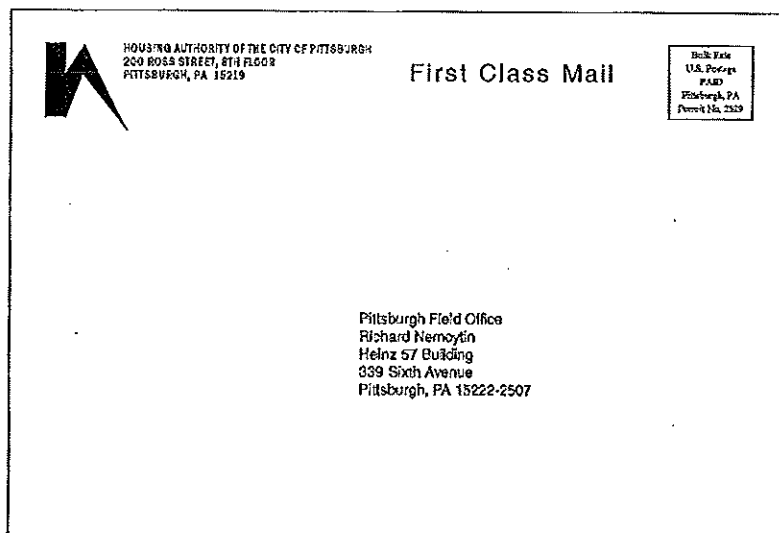 HOUSING AUTHORITY OF THE CITY OF PITTSBURGH
200 ROSS STREET, 8TH FLOOR
PITTSBURGH, PA 15219
First Class Mail
Bulk Rate
U.S. Postage
PAID
Pittsburgh, PA
Permit No. 2529
Pittsburgh Field Office
Richard Nemoytin
Heinz 57 Building
339 Sixth Avenue
Pittsburgh, PA 15222-2507